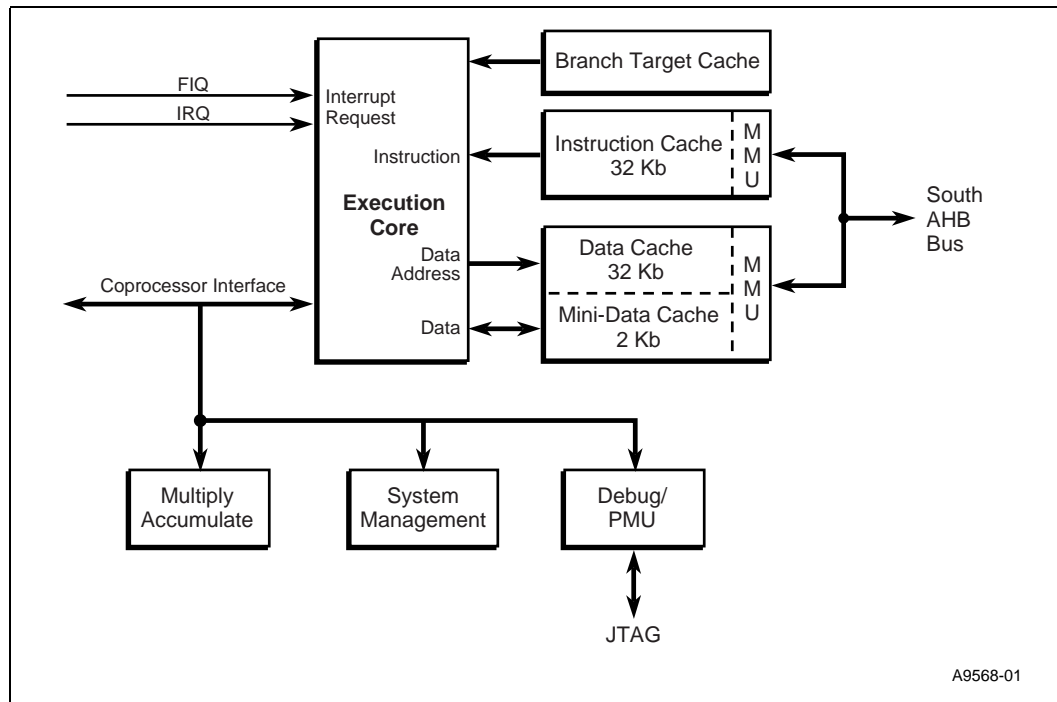 FIQ
IRQ
Interrupt
Request
Instruction
Execution
Core
Data
Address
Data
Coprocessor Interface
Branch Target Cache
Instruction Cache
32 Kb
M
M
U
Data Cache
32 Kb
Mini-Data Cache
2 Kb
M
M
U
South
AHB
Bus
Multiply
Accumulate
System
Management
Debug/
PMU
JTAG
A9568-01